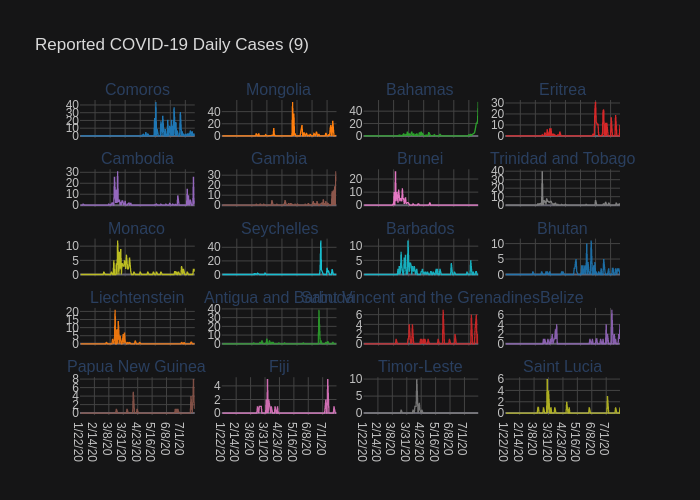 Reported COVID-19 Daily Cases (9)
Comoros Mongolia Bahamas Eritrea
40 30 20 10 0
40 20 0
40 20 0
30 20 10 0
Cambodia Gambia Brunei Trinidad and Tobago
30 20 10 0
30 20 10 0
20 10 0
40 30 20 10 0
Monaco Seychelles Barbados Bhutan
10 5 0
40 20 0
10 5 0
10 5 0
Liechtenstein Antigua and Barbuda Saint Vincent and the Grenadines Belize
20 15 10 5 0
40 30 20 10 0
6 4 2 0
6 4 2 0
Papua New Guinea Fiji Timor-Leste Saint Lucia
8 6 4 2 0
4 2 0
10 5 0
6 4 2 0
1/22/20 2/14/20 3/8/20 3/31/20 4/23/20 5/16/20 6/8/20 7/1/20
1/22/20 2/14/20 3/8/20 3/31/20 4/23/20 5/16/20 6/8/20 7/1/20
1/22/20 2/14/20 3/8/20 3/31/20 4/23/20 5/16/20 6/8/20 7/1/20
1/22/20 2/14/20 3/8/20 3/31/20 4/23/20 5/16/20 6/8/20 7/1/20